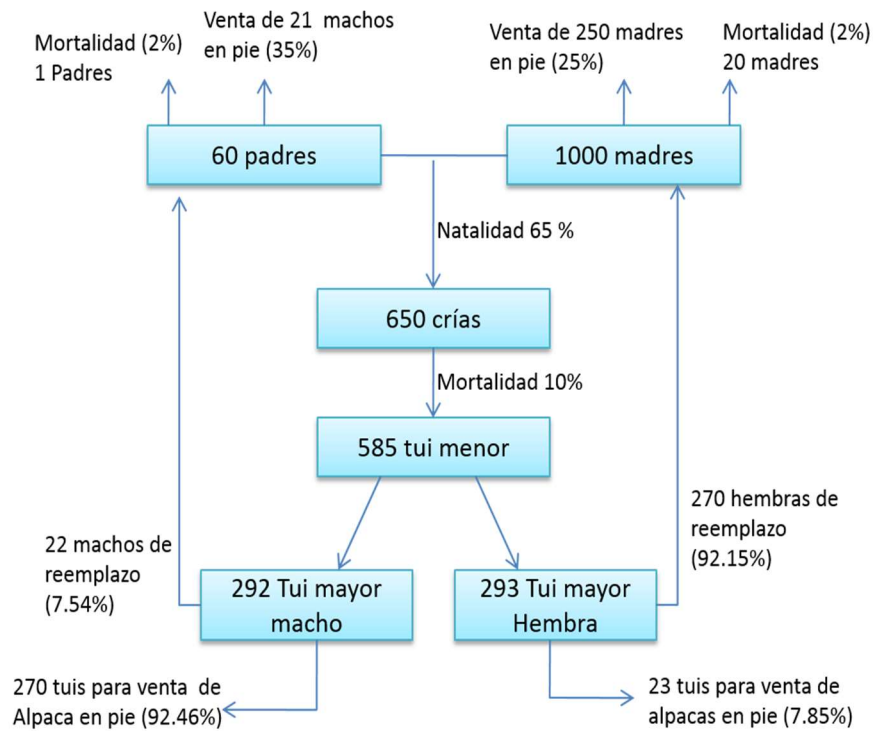 Mortalidad (2%)
1 Padres
Venta de 21 machos
en pie (35%)
Venta de 250 madres
en pie (25%)
Mortalidad (2%)
20 madres
60 padres
1000 madres
Natalidad 65 %
650 crías
Mortalidad 10%
585 tui menor
22 machos de
reemplazo
(7.54%)
270 hembras de
reemplazo
(92.15%)
292 Tui mayor
macho
293 Tui mayor
Hembra
270 tuis para venta de
Alpaca en pie (92.46%)
23 tuis para venta de
alpacas en pie (7.85%)